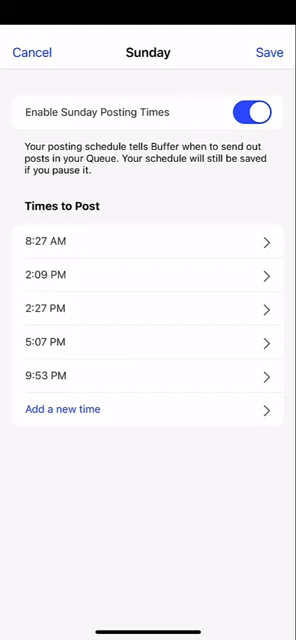 Cancel
Sunday
Save
Enable Sunday Posting Times
Your posting schedule tells Buffer when to send out
posts in your Queue. Your schedule will still be saved
if you pause it.
Times to Post
8:27 AM
2:09 PM
2:27 PM
5:07 PM
9:53 PM
Add a new time